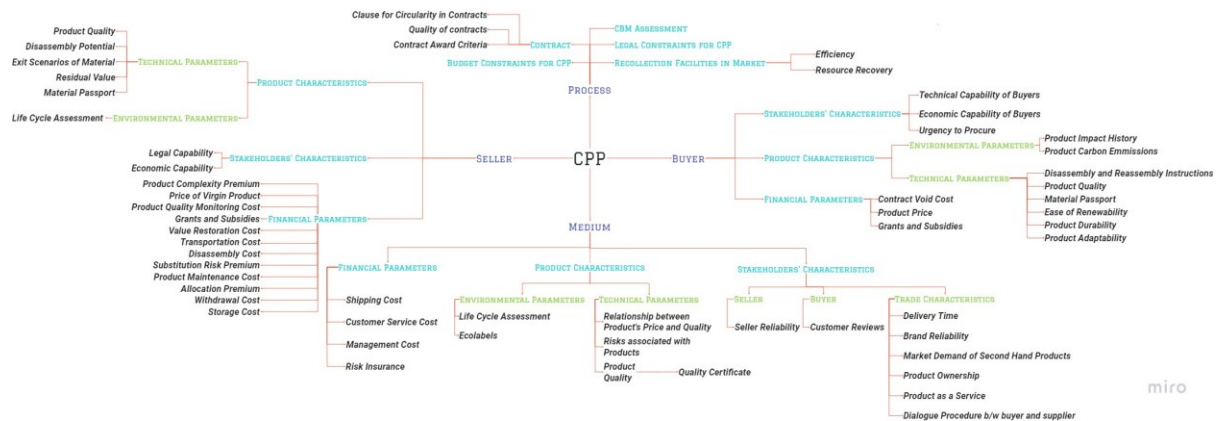 Clause for Circularity in Contracts
Quality of contracts
Contract Award Criteria
CONTRACT
BUDGET CONSTRAINTS FOR CPP
CBM ASSESSMENT
LEGAL CONSTRAINTS FOR CPP
RECOLLECTION FACILITIES IN MARKET
Efficiency
Resource Recovery
PROCESS
Product Quality
Disassembly Potential
Exit Scenarios of Material
Residual Value
Material Passport
TECHNICAL PARAMETERS
PRODUCT CHARACTERISTICS
Life Cycle Assessment
ENVIRONMENTAL PARAMETERS
Legal Capability
Economic Capability
STAKEHOLDERS' CHARACTERISTICS
SELLER
CPP
BUYER
Product Complexity Premium
Price of Virgin Product
Product Quality Monitoring Cost
Grants and Subsidies
Value Restoration Cost
Transportation Cost
Disassembly Cost
Substitution Risk Premium
Product Maintenance Cost
Allocation Premium
Withdrawal Cost
Storage Cost
FINANCIAL PARAMETERS
STAKEHOLDERS' CHARACTERISTICS
Technical Capability of Buyers
Economic Capability of Buyers
Urgency to Procure
PRODUCT CHARACTERISTICS
ENVIRONMENTAL PARAMETERS
Product Impact History
Product Carbon Emmissions
TECHNICAL PARAMETERS
Disassembly and Reassembly Instructions
Product Quality
Material Passport
Ease of Renewability
Product Durability
Product Adaptability
FINANCIAL PARAMETERS
Contract Void Cost
Product Price
Grants and Subsidies
MEDIUM
FINANCIAL PARAMETERS
Shipping Cost
Customer Service Cost
Management Cost
Risk Insurance
PRODUCT CHARACTERISTICS
ENVIRONMENTAL PARAMETERS
Life Cycle Assessment
Ecolabels
TECHNICAL PARAMETERS
Relationship between
Product's Price and Quality
Risks associated with
Products
Product
Quality
Quality Certificate
STAKEHOLDERS' CHARACTERISTICS
SELLER
Seller Reliability
BUYER
Customer Reviews
TRADE CHARACTERISTICS
Delivery Time
Brand Reliability
Market Demand of Second Hand Products
Product Ownership
Product as a Service
Dialogue Procedure b/w buyer and supplier
miro